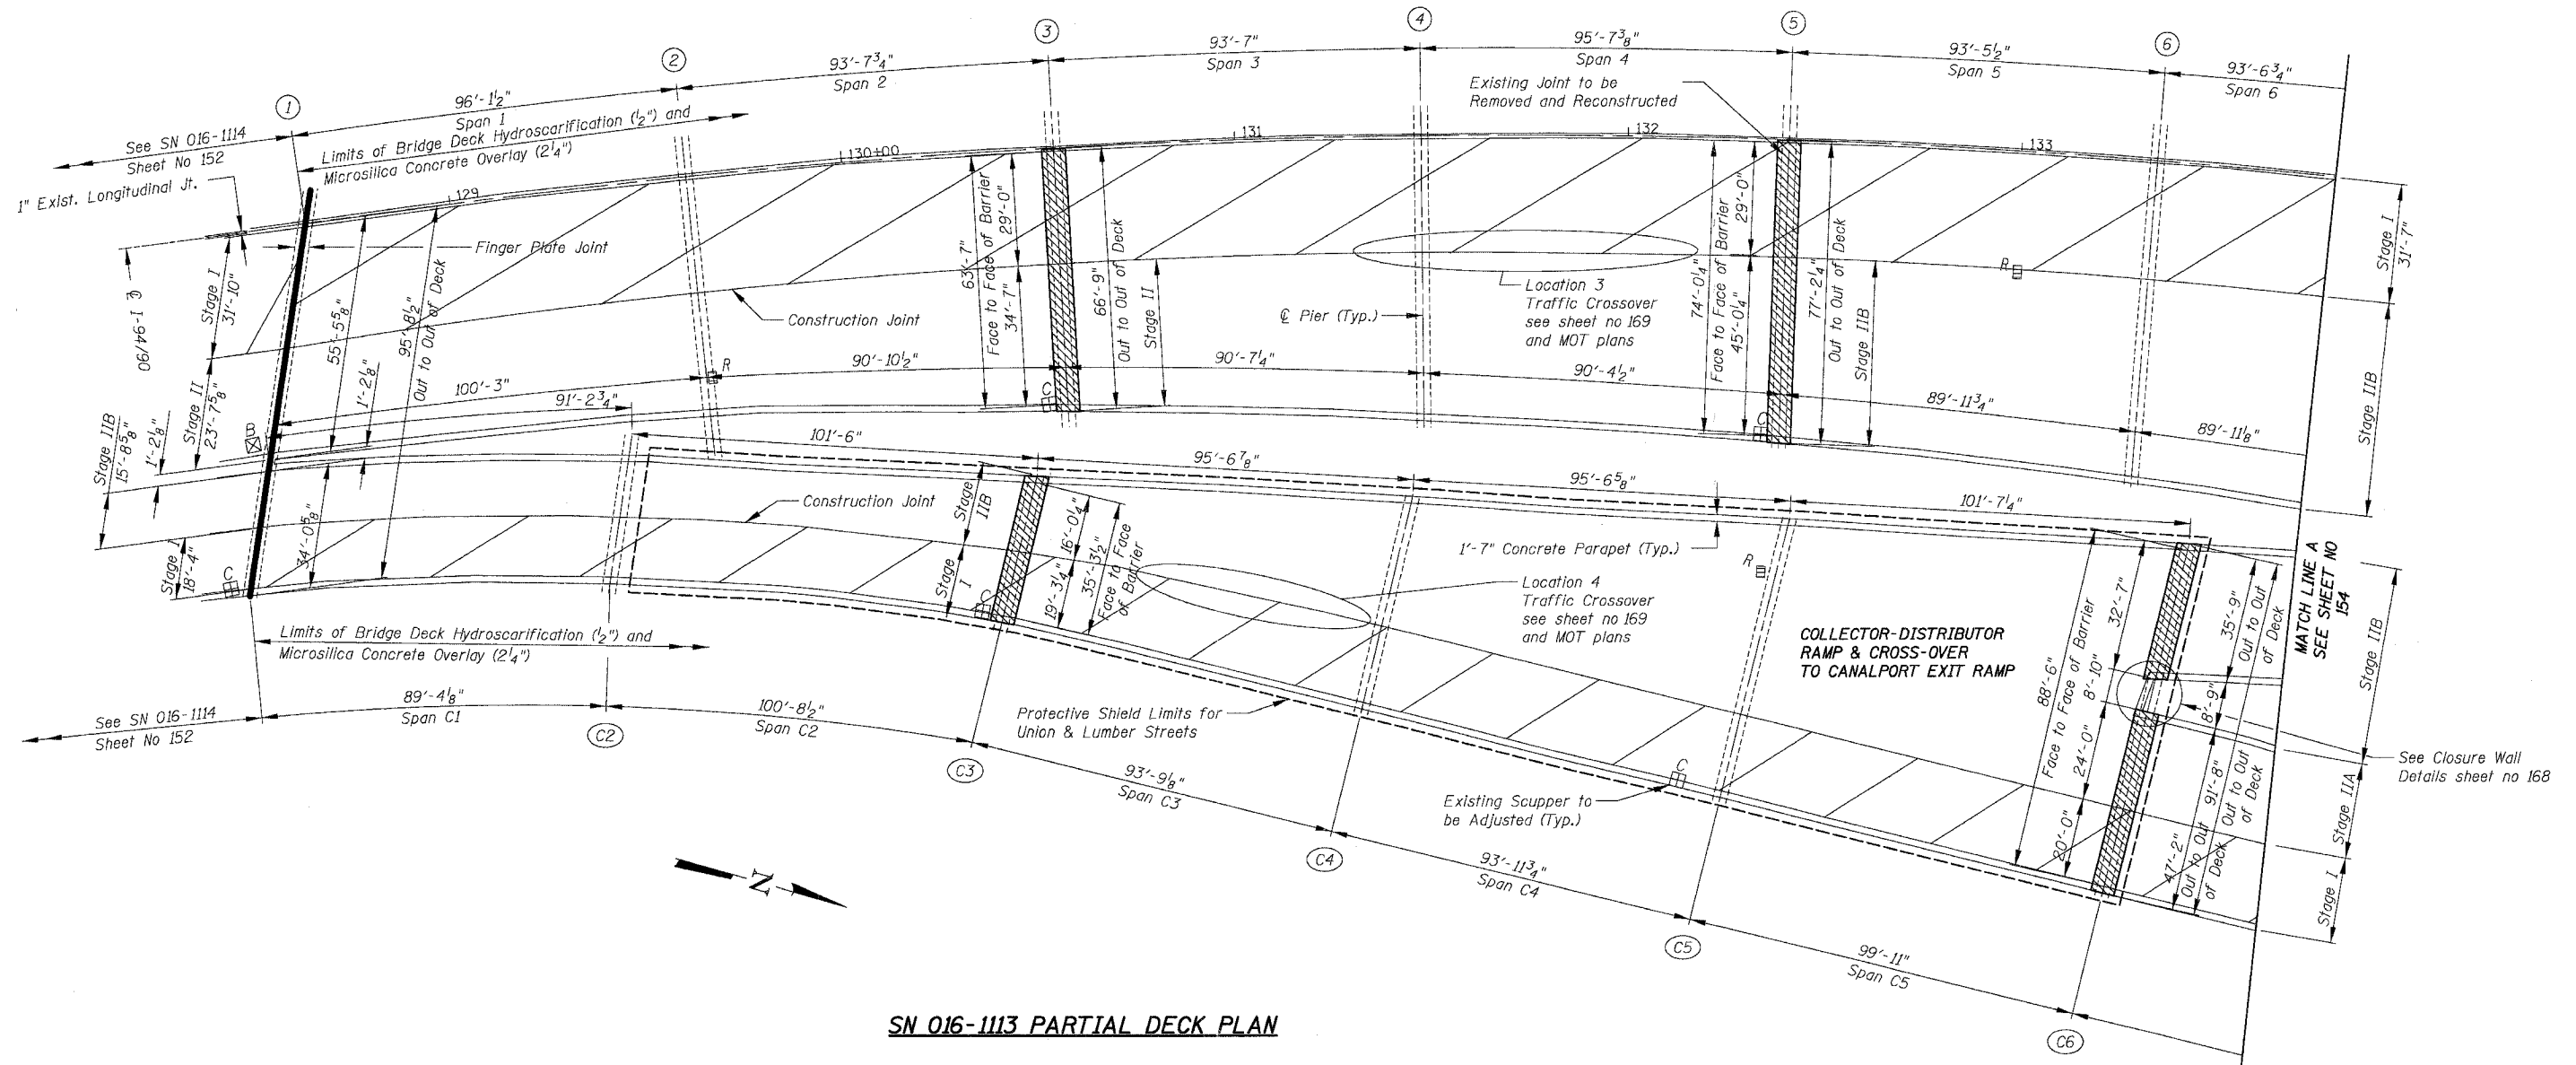 1
2
3
4
5
6
96'-1½"
Span 1
93'-7¾"
Span 2
93'-7"
Span 3
95'-7⅜"
Span 4
93'-5½"
Span 5
93'-6¾"
Span 6
See SN 016-1114
Sheet No 152
Limits of Bridge Deck Hydroscarification (½") and
Microsilica Concrete Overlay (2¼")
1" Exist. Longitudinal Jt.
Existing Joint to be
Removed and Reconstructed
129
130+00
131
132
133
Finger Plate Joint
℄ I-94/90
Stage I
31'-10"
Stage II
23'-7⅝"
1'-2⅛"
Stage IIB
15'-8⅝"
Stage I
18'-4"
55'-5⅝"
1'-2⅛"
95'-8½"
Out to Out of Deck
34'-0⅝"
Construction Joint
63'-7"
Face to Face of Barrier
29'-0"
34'-7"
66'-9"
Out to Out of Deck
Stage II
℄ Pier (Typ.)
Location 3
Traffic Crossover
see sheet no 169
and MOT plans
74'-0¼"
Face to Face of Barrier
29'-0"
45'-0¼"
77'-2¼"
Out to Out of Deck
Stage IIB
R
Stage I
31'-7"
Stage IIB
100'-3"
91'-2¾"
R
90'-10½"
C
90'-7¼"
90'-4½"
C
89'-11¾"
89'-11⅛"
B
C
101'-6"
95'-6⅞"
95'-6⅝"
101'-7¼"
Construction Joint
Stage IIB
Stage I
C
16'-0¼"
19'-3¼"
35'-3½"
Face to Face
of Barrier
1'-7" Concrete Parapet (Typ.)
R
Location 4
Traffic Crossover
see sheet no 169
and MOT plans
COLLECTOR-DISTRIBUTOR
RAMP & CROSS-OVER
TO CANALPORT EXIT RAMP
88'-6"
Face to Face of Barrier
32'-7"
8'-10"
24'-0"
20'-0"
35'-9"
Out to Out
of Deck
8'-9"
91'-8"
Out to Out
of Deck
47'-2"
Out to Out
of Deck
MATCH LINE A
SEE SHEET NO
154
Stage IIB
Stage IIA
Stage I
See Closure Wall
Details sheet no 168
Limits of Bridge Deck Hydroscarification (½") and
Microsilica Concrete Overlay (2¼")
See SN 016-1114
Sheet No 152
89'-4⅛"
Span C1
100'-8½"
Span C2
93'-9⅛"
Span C3
93'-11¾"
Span C4
99'-11"
Span C5
Protective Shield Limits for
Union & Lumber Streets
Existing Scupper to
be Adjusted (Typ.)
C
C2
C3
C4
C5
C6
N
SN 016-1113 PARTIAL DECK PLAN